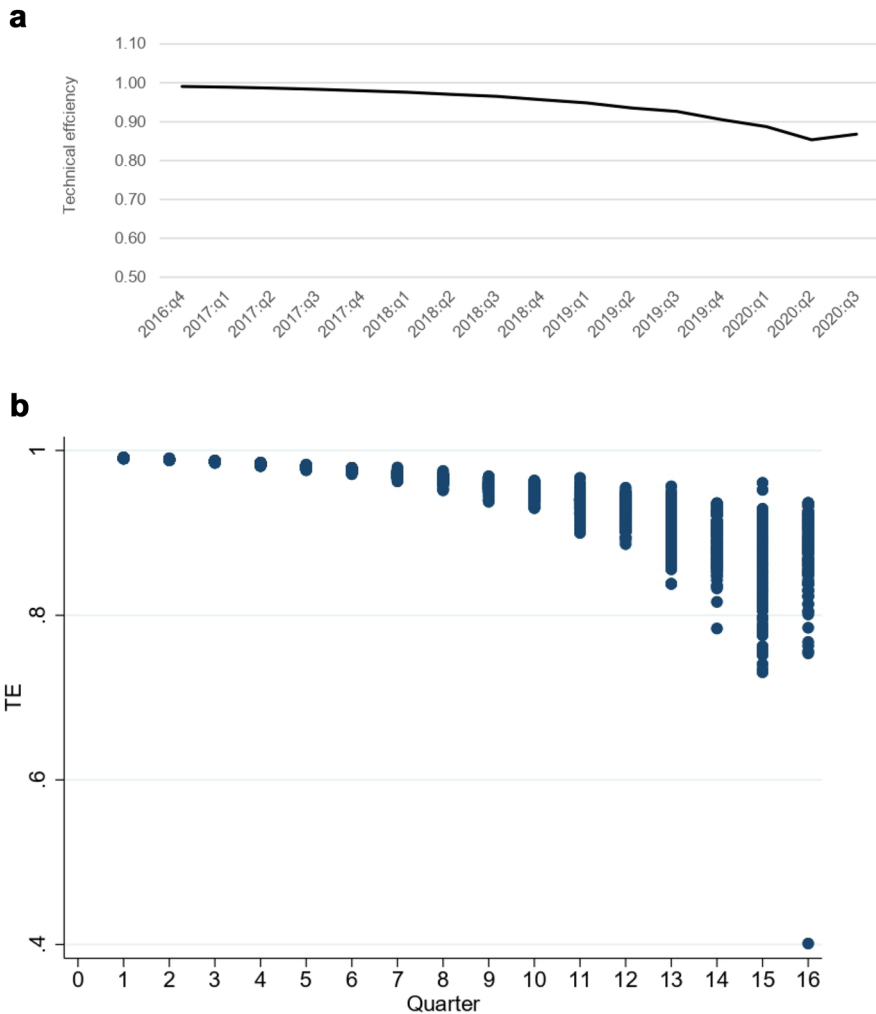 a
1.10
1.00
0.90
0.80
0.70
0.60
0.50
Technical effciency
2016:q4
2017:q1
2017:q2
2017:q3
2017:q4
2018:q1
2018:q2
2018:q3
2018:q4
2019:q1
2019:q2
2019:q3
2019:q4
2020:q1
2020:q2
2020:q3
b
1
.8
.6
.4
TE
0 1 2 3 4 5 6 7 8 9 10 11 12 13 14 15 16
Quarter